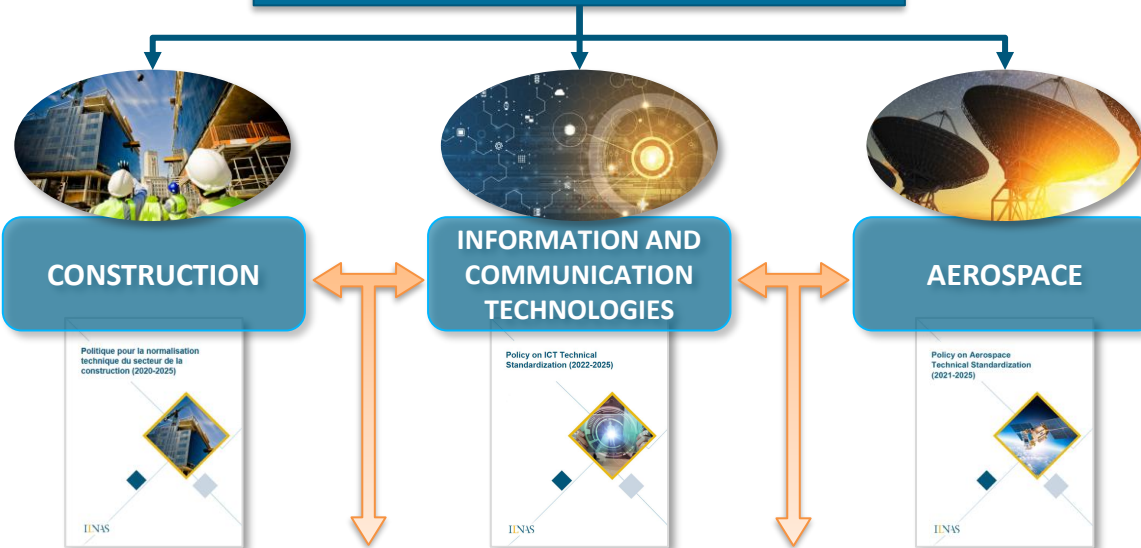 CONSTRUCTION
INFORMATION AND
COMMUNICATION
TECHNOLOGIES
AEROSPACE
Politique pour la normalisation
technique du secteur de la
construction (2020-2025)
Policy on ICT Technical
Standardization (2022-2025)
Policy on Aerospace
Technical Standardization
(2021-2025)
ILNAS
ILNAS
ILNAS